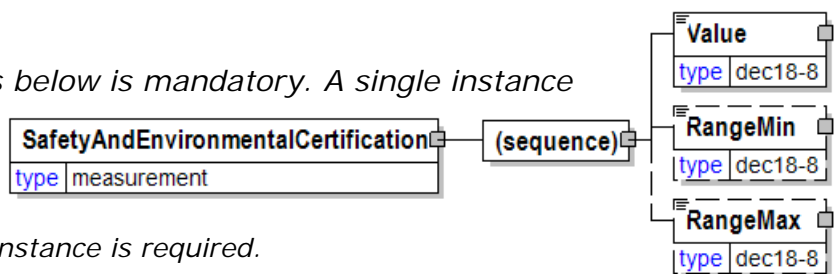 Value
type dec18-8
s below is mandatory. A single instance
RangeMin
type dec18-8
SafetyAndEnvironmentalCertification
type measurement
(sequence)
RangeMax
type dec18-8
nstance is required.